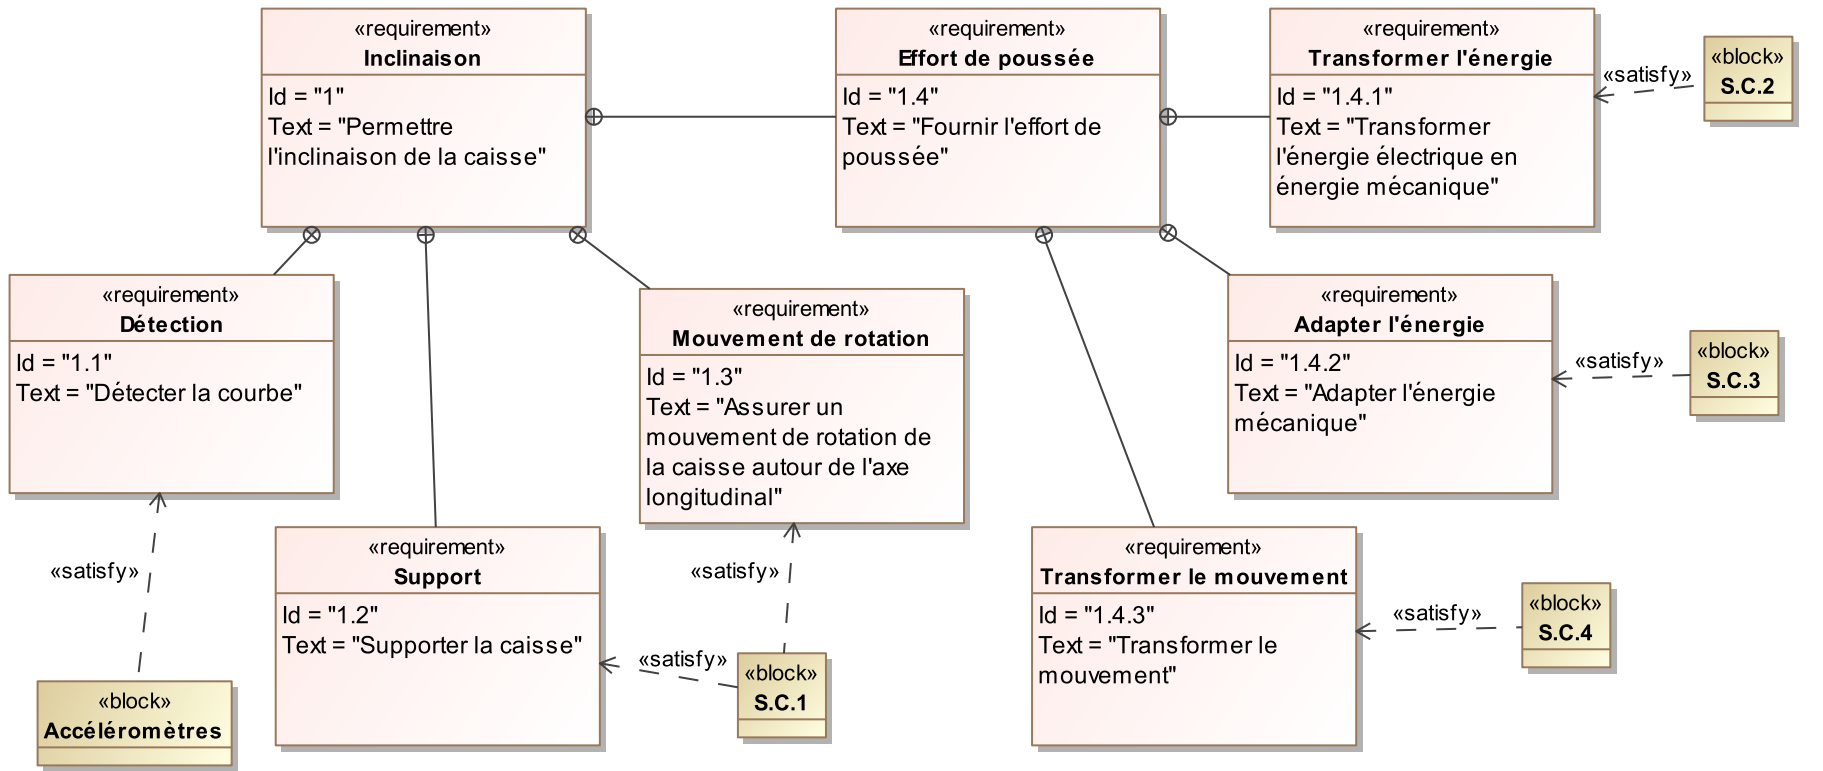 «requirement»
Inclinaison
Id = "1"
Text = "Permettre
l'inclinaison de la caisse"
«requirement»
Effort de poussée
Id = "1.4"
Text = "Fournir l'effort de
poussée"
«requirement»
Transformer l'énergie
Id = "1.4.1"
Text = "Transformer
l'énergie électrique en
énergie mécanique"
«satisfy»
«block»
S.C.2
«requirement»
Détection
Id = "1.1"
Text = "Détecter la courbe"
«requirement»
Mouvement de rotation
Id = "1.3"
Text = "Assurer un
mouvement de rotation de
la caisse autour de l'axe
longitudinal"
«requirement»
Adapter l'énergie
Id = "1.4.2"
Text = "Adapter l'énergie
mécanique"
«satisfy»
«block»
S.C.3
«satisfy»
«block»
Accéléromètres
«requirement»
Support
Id = "1.2"
Text = "Supporter la caisse"
«satisfy»
«satisfy»
«block»
S.C.1
«requirement»
Transformer le mouvement
Id = "1.4.3"
Text = "Transformer le
mouvement"
«satisfy»
«block»
S.C.4